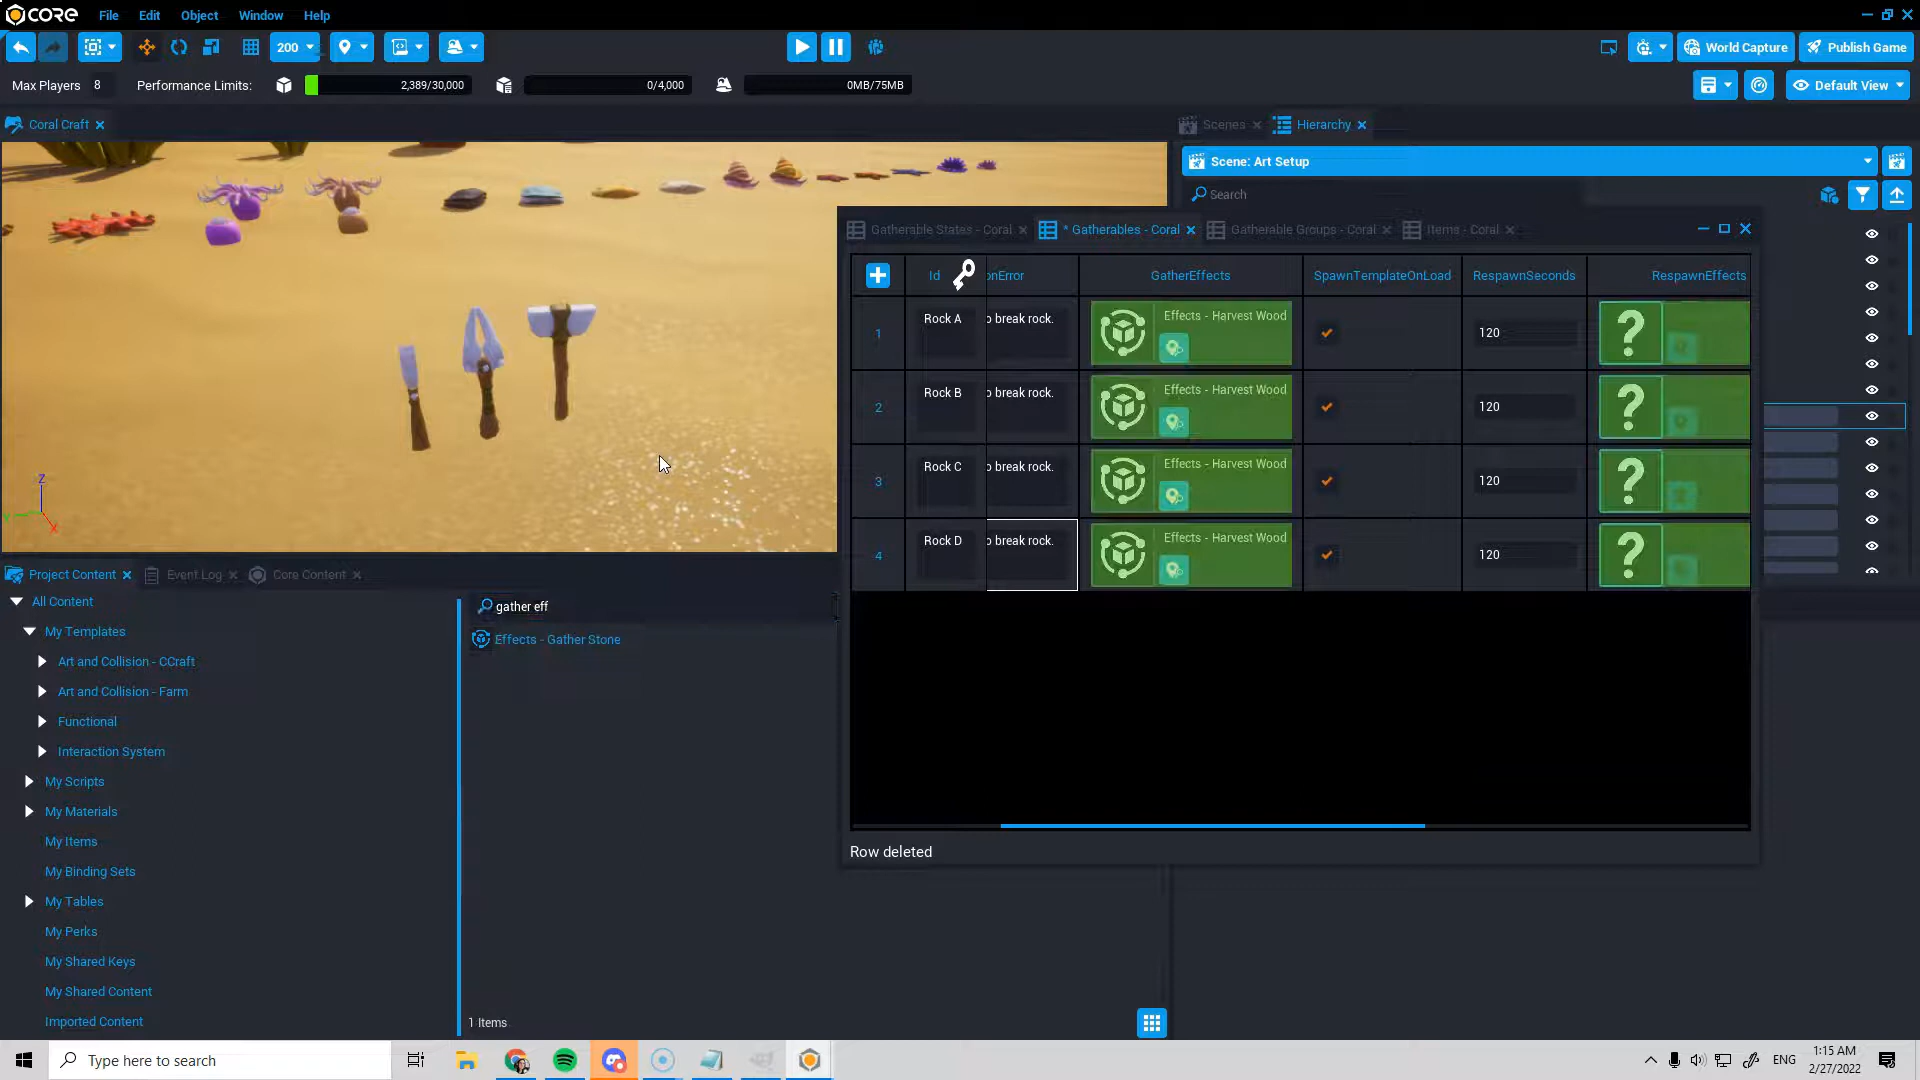 CORE File Edit Object Window Help
200 World Capture Publish Game
Max Players 8 Performance Limits: 2,389/30,000 0/4,000 0MB/75MB Default View
Coral Craft Scenes Hierarchy
Scene: Art Setup
Search
Gatherable States - Coral * Gatherables - Coral Gatherable Groups - Coral Items - Coral
Id onError GatherEffects SpawnTemplateOnLoad RespawnSeconds RespawnEffects
1 Rock A o break rock. Effects - Harvest Wood 120
2 Rock B o break rock. Effects - Harvest Wood 120
3 Rock C o break rock. Effects - Harvest Wood 120
4 Rock D o break rock. Effects - Harvest Wood 120
Row deleted
Z
X
Y
Project Content Event Log Core Content
All Content
My Templates
Art and Collision - CCraft
Art and Collision - Farm
Functional
Interaction System
My Scripts
My Materials
My Items
My Binding Sets
My Tables
My Perks
My Shared Keys
My Shared Content
Imported Content
gather eff
Effects - Gather Stone
1 Items
Type here to search
ENG
1:15 AM
2/27/2022